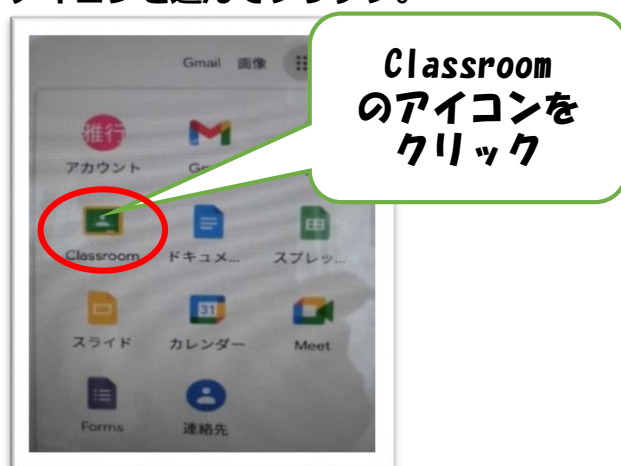 Gmail 画像
Classroom
のアイコンを
クリック
雅行
アカウント
Classroom ドキュメ... スプレッ...
31
スライド カレンダー Meet
Forms 連絡先